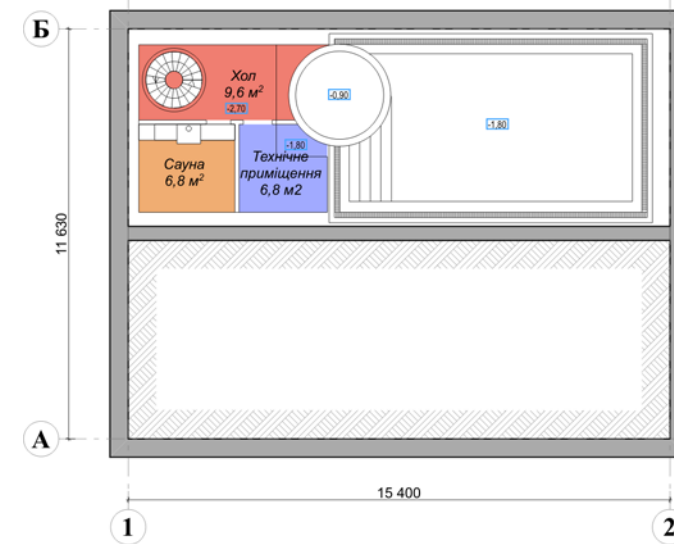 Б
Хол
9,6 м²
-2,70
-0,90
-1,80
-1,80
Сауна
6,8 м²
Технічне
приміщення
6,8 м2
11 630
А
15 400
1
2